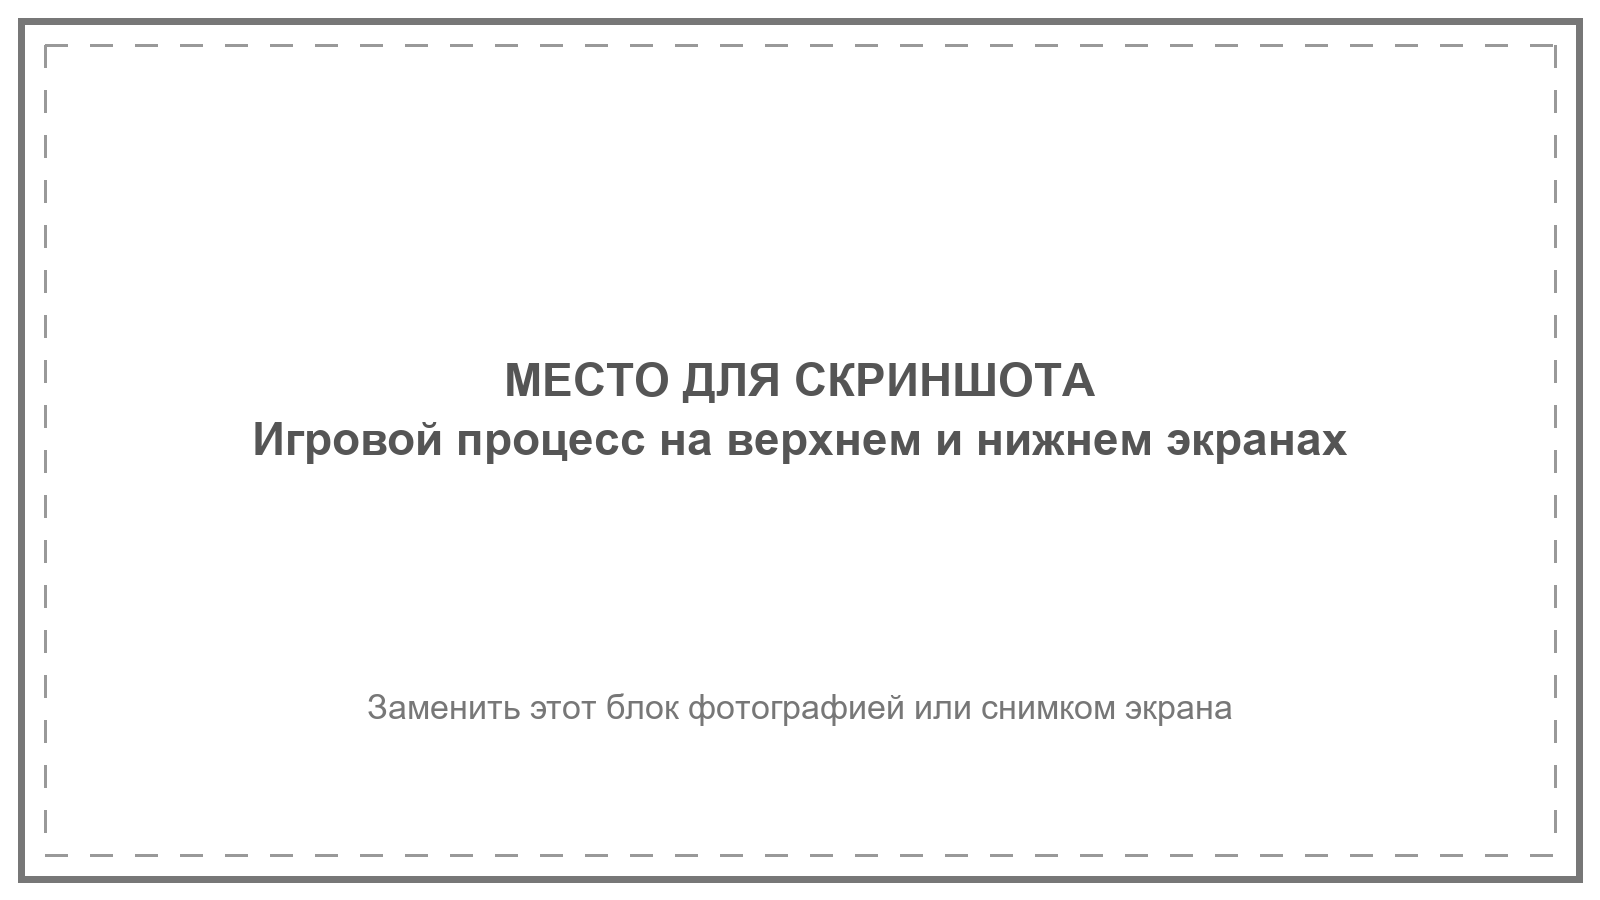 МЕСТО ДЛЯ СКРИНШОТА
Игровой процесс на верхнем и нижнем экранах
Заменить этот блок фотографией или снимком экрана